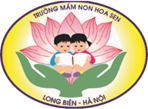 TRƯỜNG MẦM NON HOA SEN
LONG BIÊN - HÀ NỘI